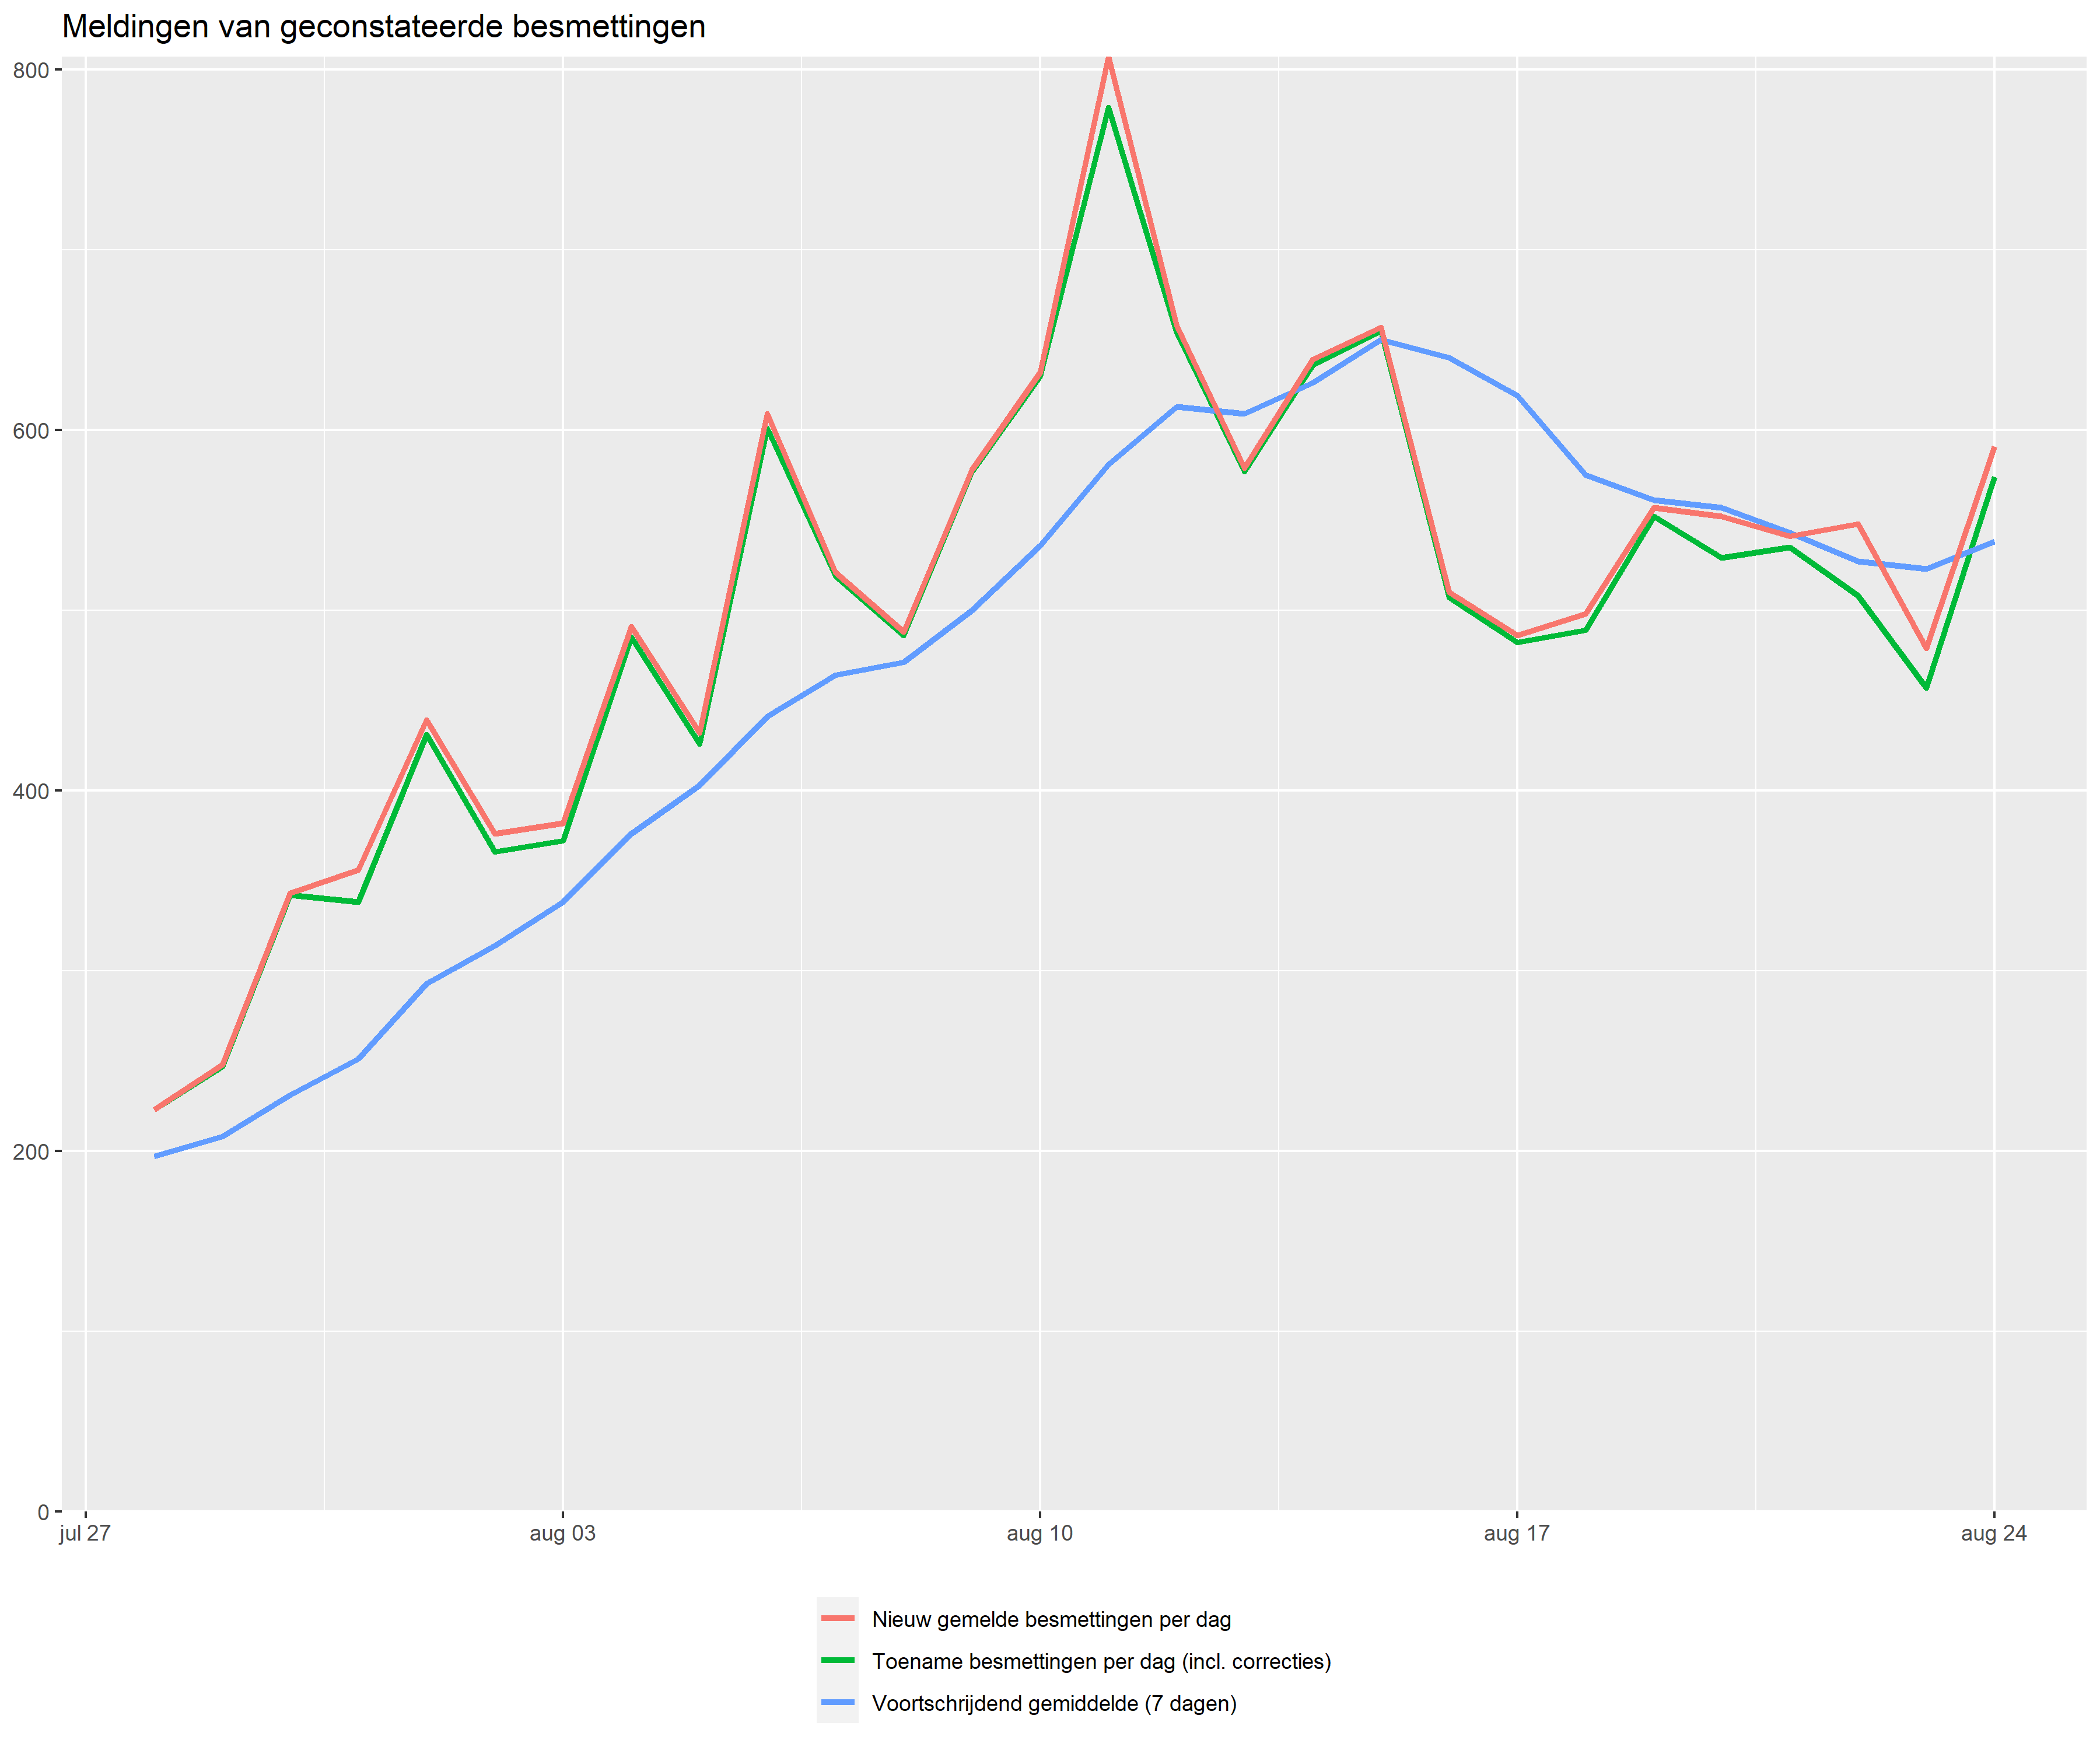 Meldingen van geconstateerde besmettingen
800
600
400
200
0
jul 27 aug 03 aug 10 aug 17 aug 24
Nieuw gemelde besmettingen per dag
Toename besmettingen per dag (incl. correcties)
Voortschrijdend gemiddelde (7 dagen)